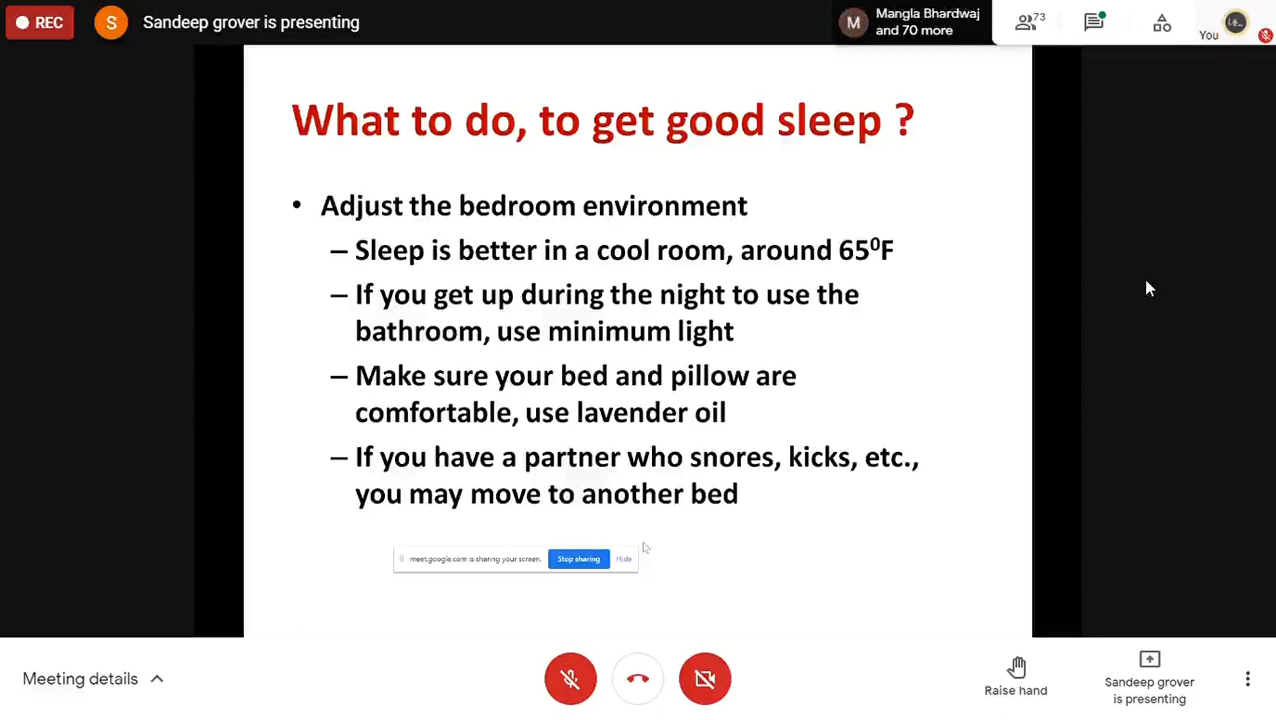 REC
S
Sandeep grover is presenting
M
Mangla Bhardwaj
and 70 more
73
You
What to do, to get good sleep ?
• Adjust the bedroom environment
– Sleep is better in a cool room, around 65⁰F
– If you get up during the night to use the
bathroom, use minimum light
– Make sure your bed and pillow are
comfortable, use lavender oil
– If you have a partner who snores, kicks, etc.,
you may move to another bed
meet.google.com is sharing your screen.
Stop sharing
Hide
Meeting details
Raise hand
Sandeep grover
is presenting